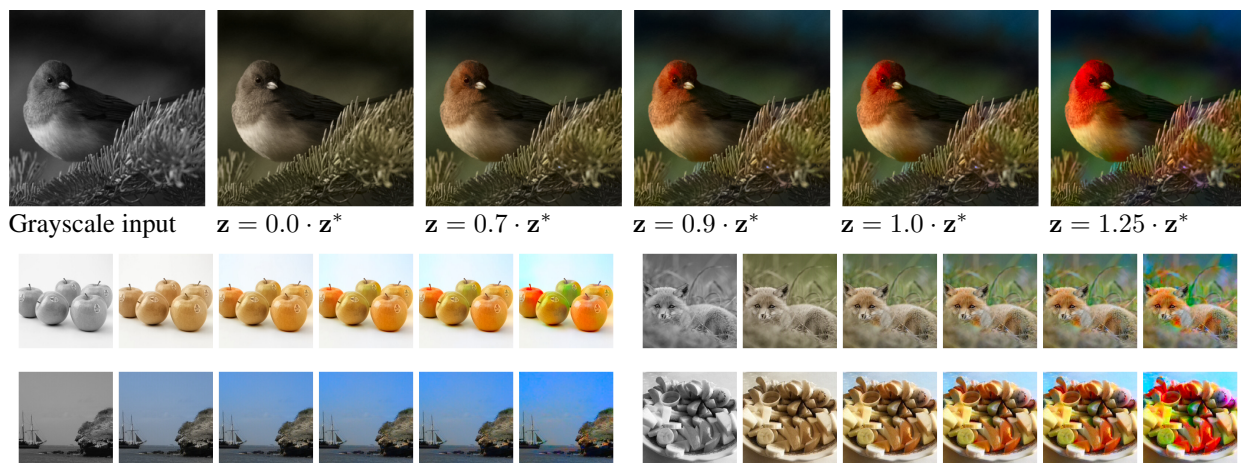 Grayscale input
z = 0.0 · z*
z = 0.7 · z*
z = 0.9 · z*
z = 1.0 · z*
z = 1.25 · z*